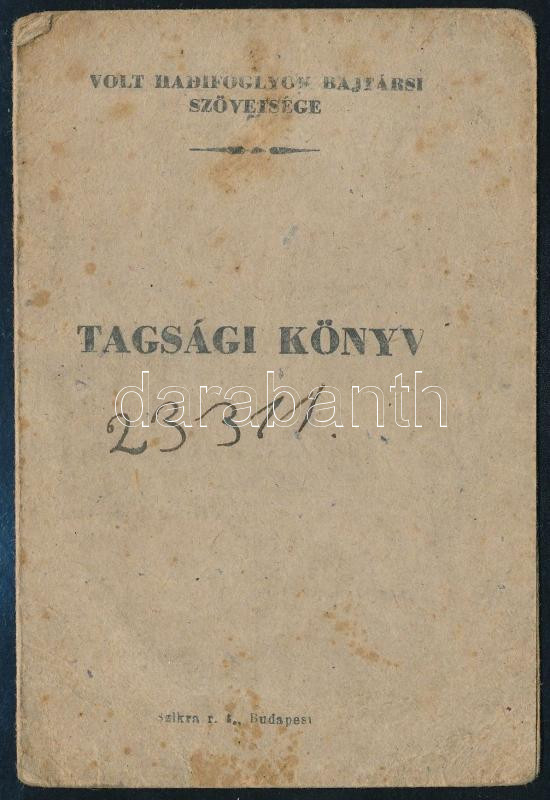 VOLT HADIFOGLYOK BAJTÁRSI
SZÖVETSÉGE
TAGSÁGI KÖNYV
darabanth
23311.
Szikra r. t., Budapest